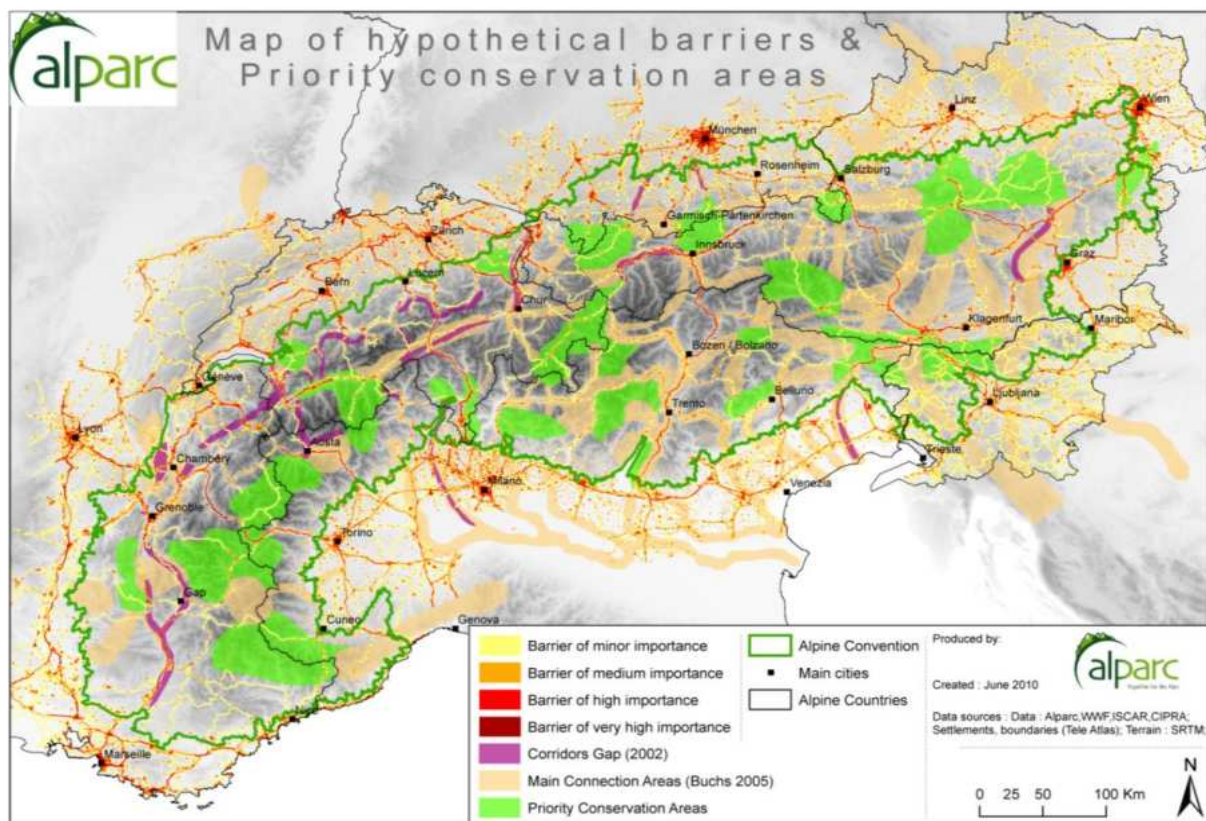 alparc
Map of hypothetical barriers &
Priority conservation areas
Linz
Wien
München
Rosenheim
Salzburg
Garmisch-Partenkirchen
Zürich
Innsbruck
Graz
Luzern
Bern
Chur
Klagenfurt
Maribor
Bozen / Bolzano
Genève
Belluno
Ljubljana
Trento
Lyon
Aosta
Trieste
Chambéry
Milano
Venezia
Grenoble
Torino
Gap
Cuneo
Genova
Marseille
Barrier of minor importance
Barrier of medium importance
Barrier of high importance
Barrier of very high importance
Corridors Gap (2002)
Main Connection Areas (Buchs 2005)
Priority Conservation Areas
Alpine Convention
Main cities
Alpine Countries
Produced by:
alparc
Created : June 2010
Data sources : Data : Alparc,WWF,ISCAR,CIPRA;
Settlements, boundaries (Tele Atlas); Terrain : SRTM;
N
0 25 50 100 Km